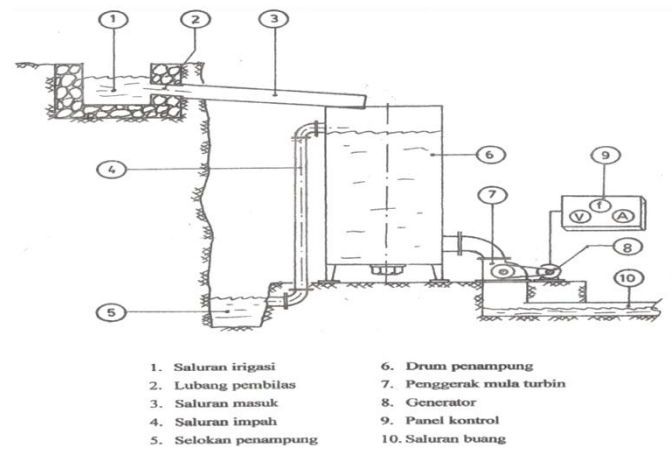 1
2
3
4
5
6
7
8
9
10
f
V
A
1. Saluran irigasi
2. Lubang pembilas
3. Saluran masuk
4. Saluran impah
5. Selokan penampung
6. Drum penampung
7. Penggerak mula turbin
8. Generator
9. Panel kontrol
10. Saluran buang